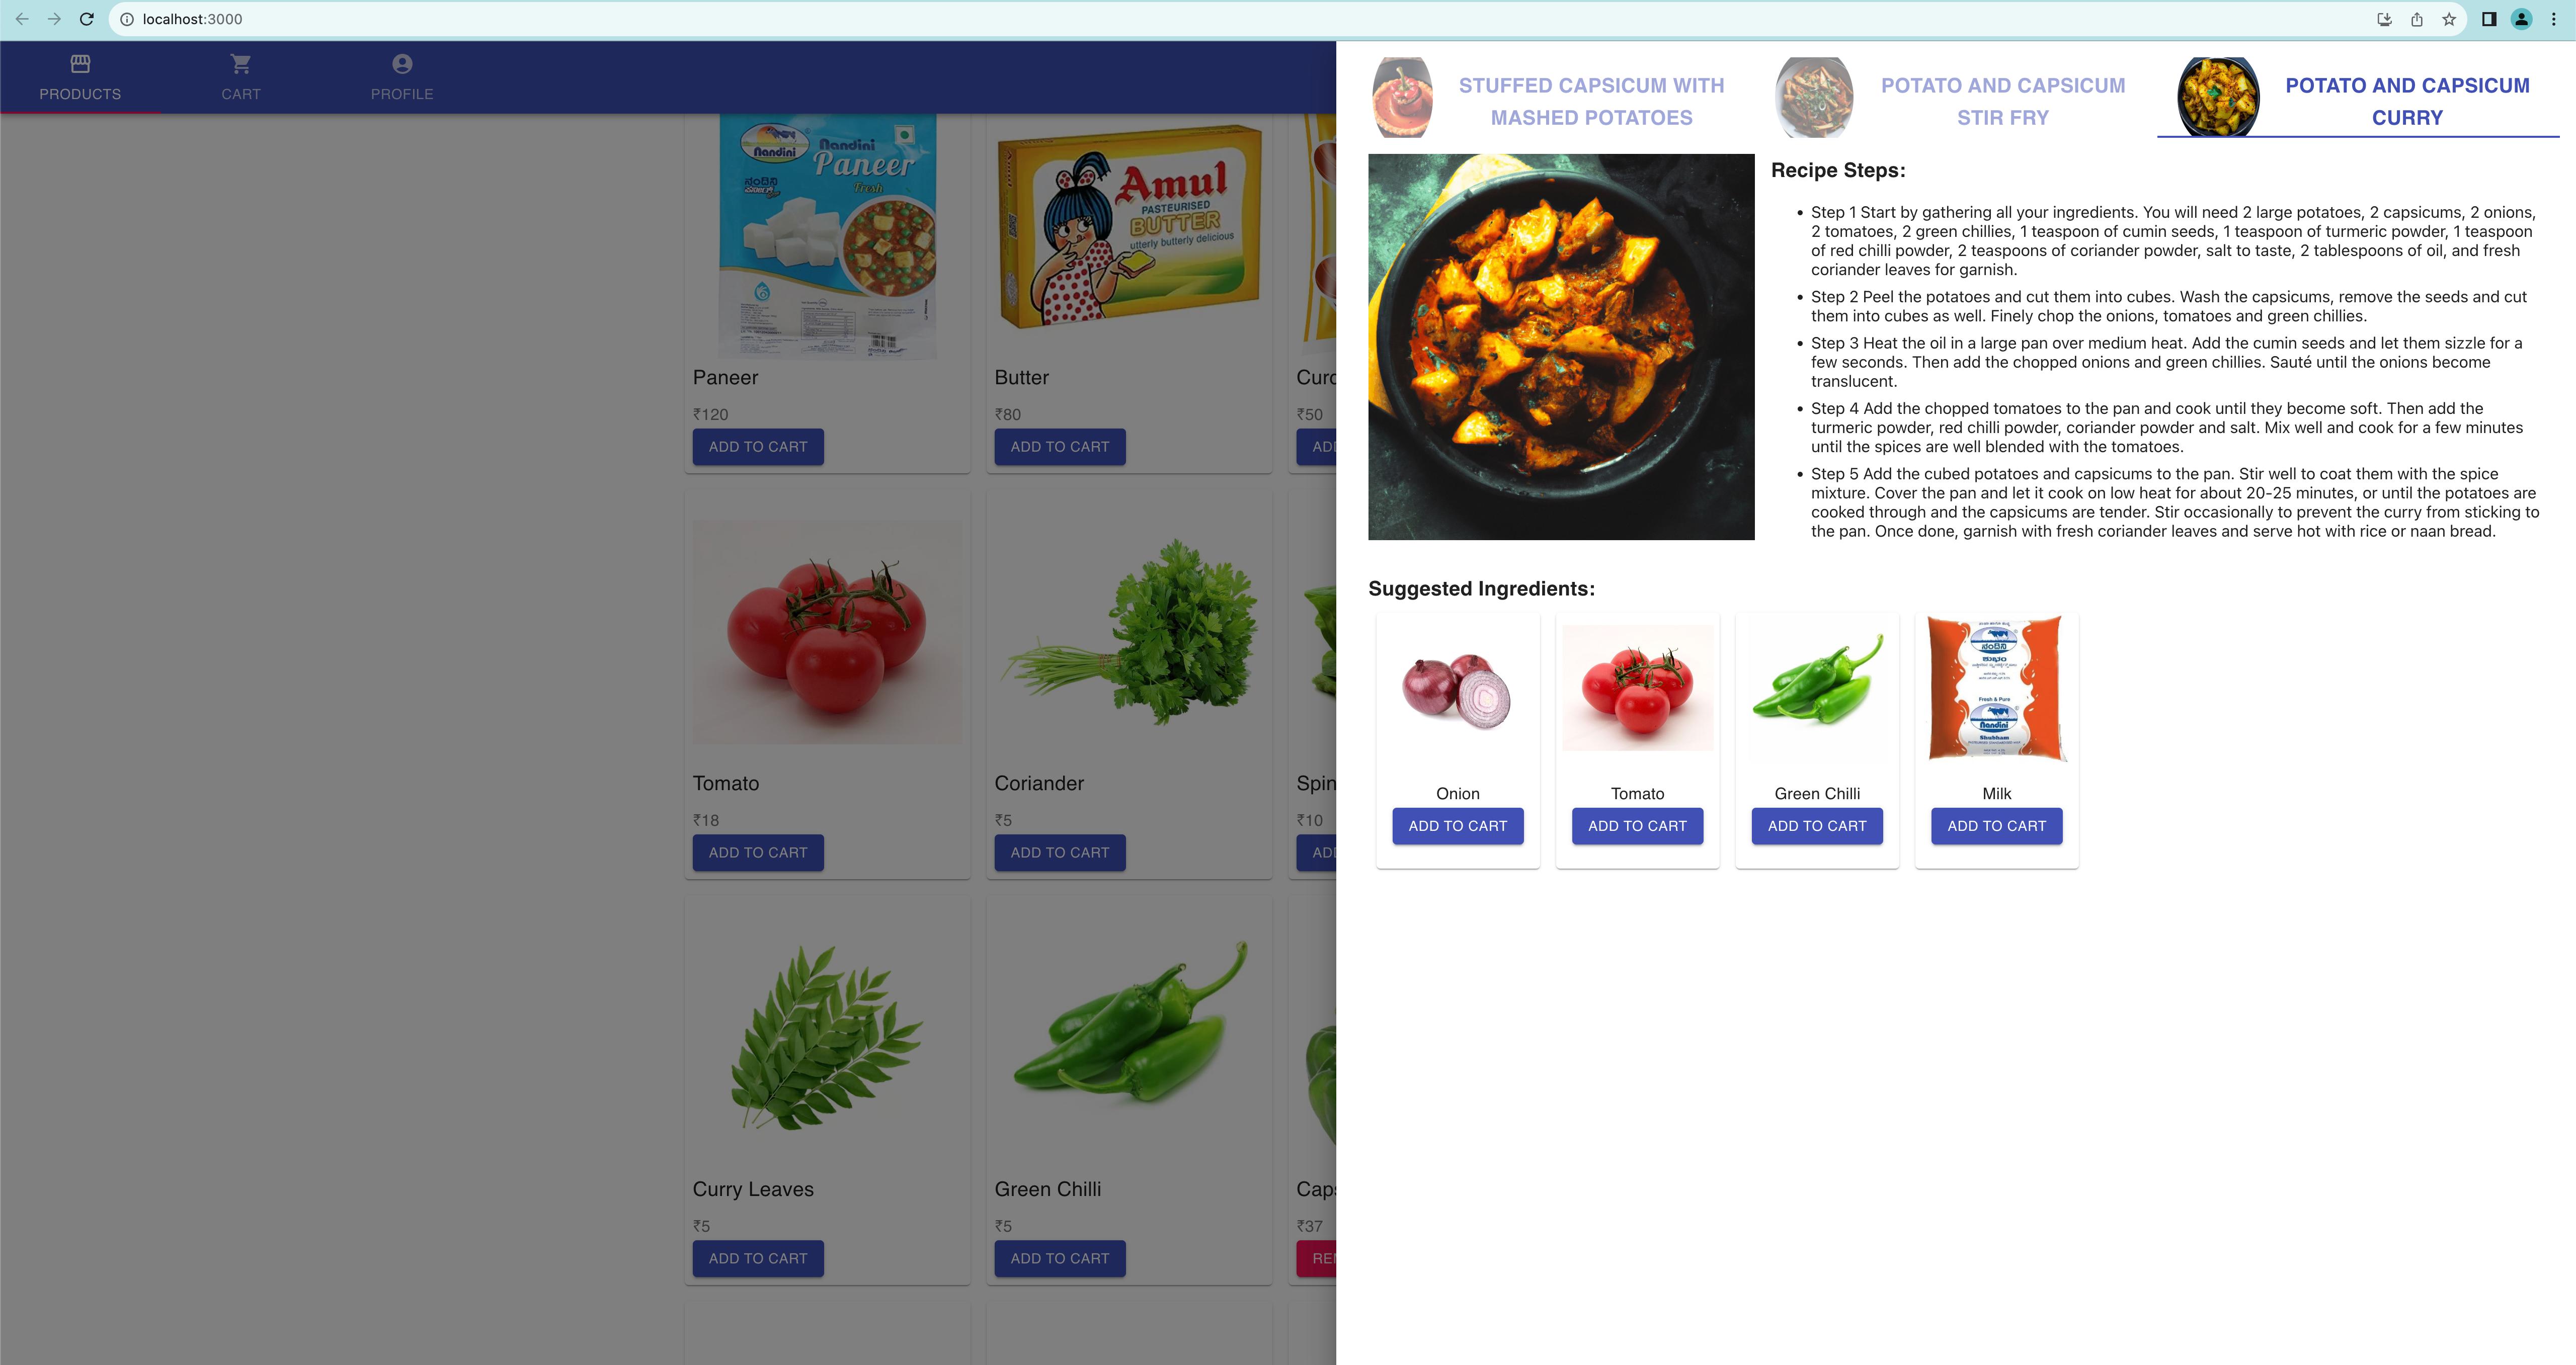 localhost:3000
PRODUCTS
CART
PROFILE
STUFFED CAPSICUM WITH
MASHED POTATOES
POTATO AND CAPSICUM
STIR FRY
POTATO AND CAPSICUM
CURRY
Nandini
Nandini
Paneer
Fresh
ನಂದಿನಿ
Amul
PASTEURISED
BUTTER
utterly butterly delicious
Paneer
₹120
ADD TO CART
Butter
₹80
ADD TO CART
Curd
₹50
Tomato
₹18
ADD TO CART
Coriander
₹5
ADD TO CART
Spin
₹10
Curry Leaves
₹5
ADD TO CART
Green Chilli
₹5
ADD TO CART
Caps
₹37
Recipe Steps:
• Step 1 Start by gathering all your ingredients. You will need 2 large potatoes, 2 capsicums, 2 onions,
2 tomatoes, 2 green chillies, 1 teaspoon of cumin seeds, 1 teaspoon of turmeric powder, 1 teaspoon
of red chilli powder, 2 teaspoons of coriander powder, salt to taste, 2 tablespoons of oil, and fresh
coriander leaves for garnish.
• Step 2 Peel the potatoes and cut them into cubes. Wash the capsicums, remove the seeds and cut
them into cubes as well. Finely chop the onions, tomatoes and green chillies.
• Step 3 Heat the oil in a large pan over medium heat. Add the cumin seeds and let them sizzle for a
few seconds. Then add the chopped onions and green chillies. Sauté until the onions become
translucent.
• Step 4 Add the chopped tomatoes to the pan and cook until they become soft. Then add the
turmeric powder, red chilli powder, coriander powder and salt. Mix well and cook for a few minutes
until the spices are well blended with the tomatoes.
• Step 5 Add the cubed potatoes and capsicums to the pan. Stir well to coat them with the spice
mixture. Cover the pan and let it cook on low heat for about 20-25 minutes, or until the potatoes are
cooked through and the capsicums are tender. Stir occasionally to prevent the curry from sticking to
the pan. Once done, garnish with fresh coriander leaves and serve hot with rice or naan bread.
Suggested Ingredients:
ನಂದಿನಿ
ಶುಭಂ
Fresh & Pure
Nandini
Shubham
Onion
ADD TO CART
Tomato
ADD TO CART
Green Chilli
ADD TO CART
Milk
ADD TO CART